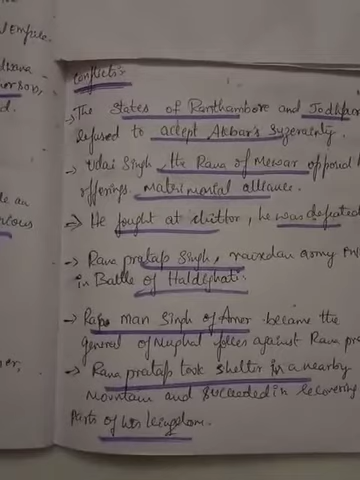 l Empire.
d.
cious
Conflicts:
→ The states of Ranthambore and Jodhpur
refused to accept Akbar's suzerainty.
→ Udai Singh, the Rana of Mewar opposed
offerings matrimonial alliance.
→ He fought at chittor, he was defeated
→ Rana pratap Singh, army
in Battle of Haldighati.
→ Raja man Singh of Amer became the
general of Mughal forces against Rana pra
→ Rana pratap took shelter in a nearby
mountain and succeeded in recovering
parts of his kingdom.